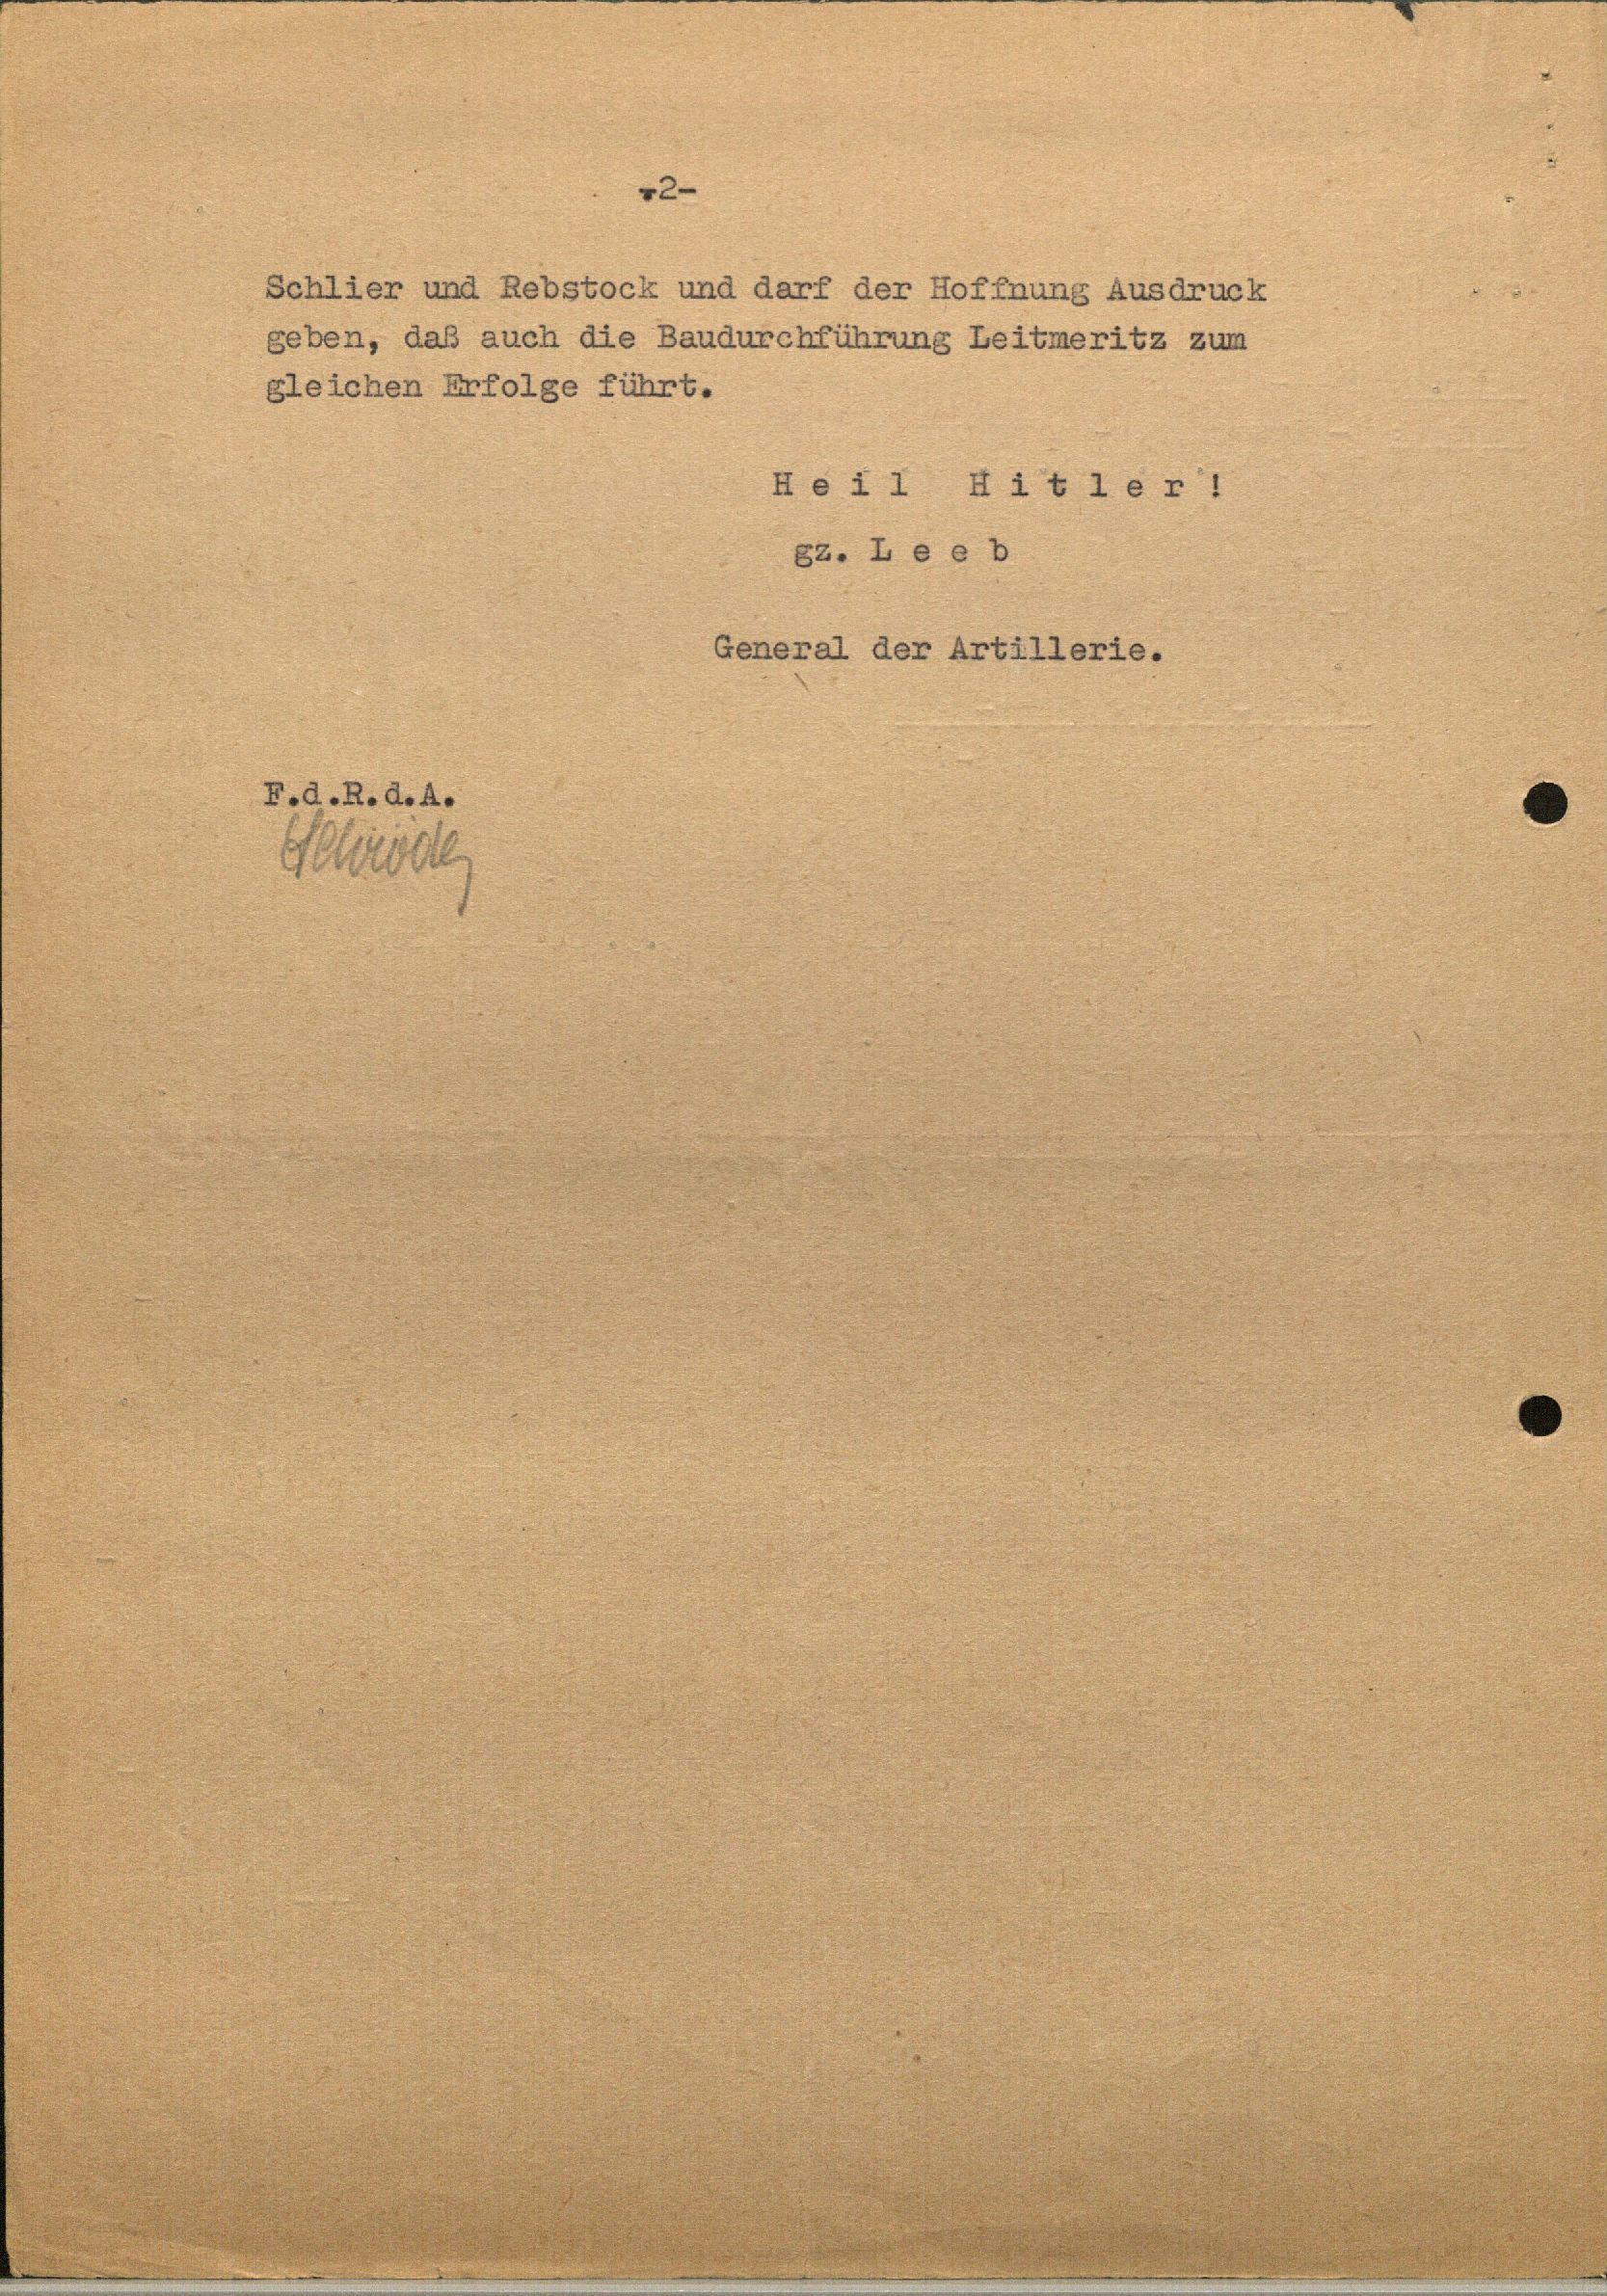 -2-
Schlier und Rebstock und darf der Hoffnung Ausdruck
geben, daß auch die Baudurchführung Leitmeritz zum
gleichen Erfolge führt.
H e i l  H i t l e r !
gz. L e e b
General der Artillerie.
F.d.R.d.A.
Schröder